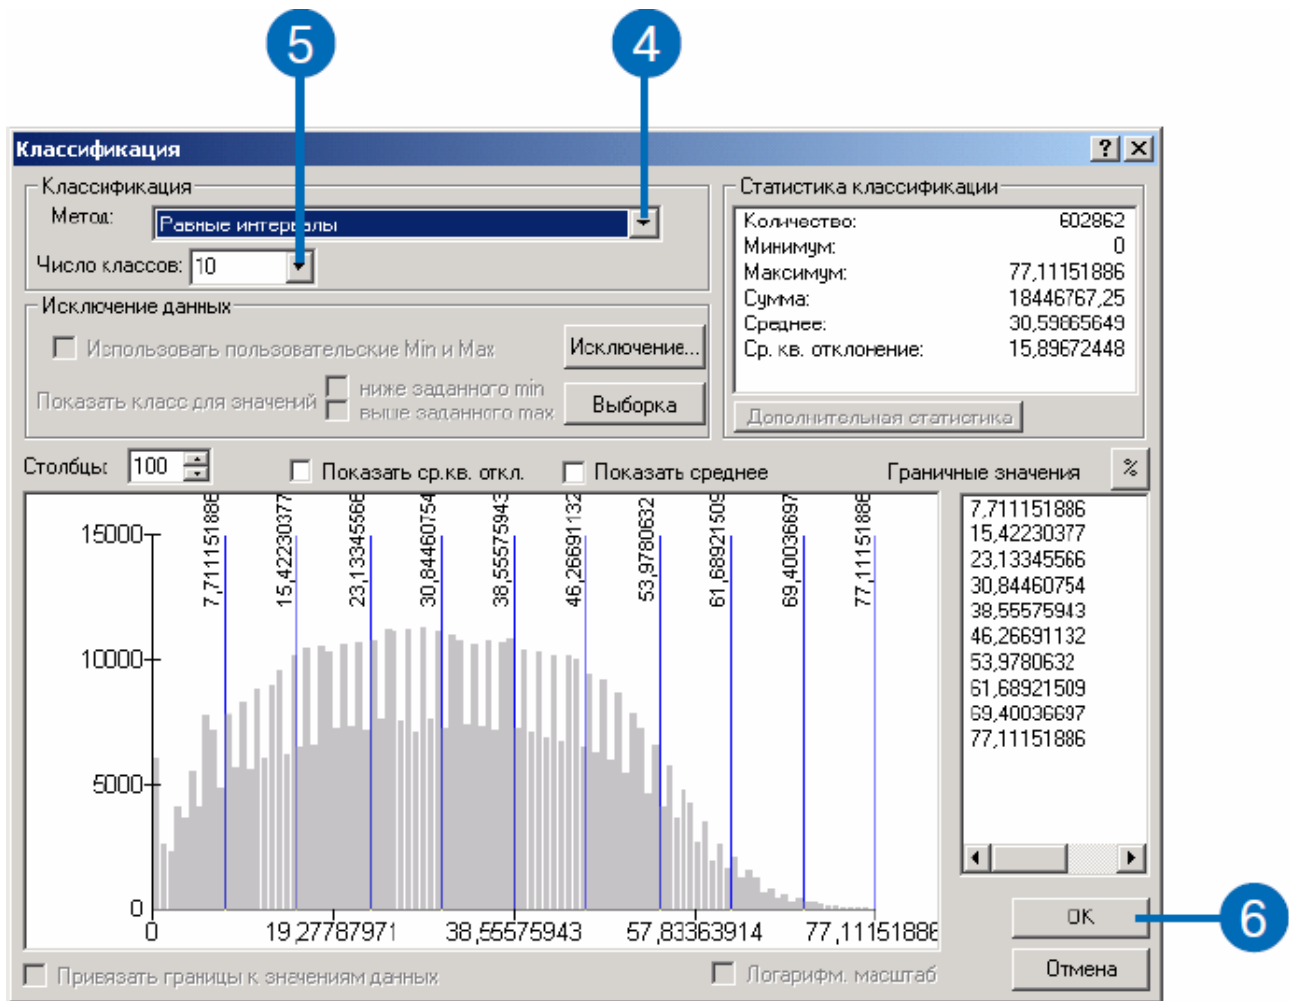 5
4
Классификация
Классификация
Метод:
Равные интервалы
Число классов:
10
Исключение данных
Использовать пользовательские Min и Max
Исключение...
Показать класс для значений
ниже заданного min
выше заданного max
Выборка
Статистика классификации
Количество: 602862
Минимум: 0
Максимум: 77,11151886
Сумма: 18446767,25
Среднее: 30,59865649
Ср. кв. отклонение: 15,89672448
Дополнительная статистика
Столбцы:
100
Показать ср.кв. откл.
Показать среднее
Граничные значения
%
15000
10000
5000
0
7,711151886
15,42230377
23,13345566
30,84460754
38,55575943
46,26691132
53,9780632
61,68921509
69,40036697
77,11151886
0
19,27787971
38,55575943
57,83363914
77,11151886
7,711151886
15,42230377
23,13345566
30,84460754
38,55575943
46,26691132
53,9780632
61,68921509
69,40036697
77,11151886
OK
6
Отмена
Привязать границы к значениям данных
Логарифм. масштаб